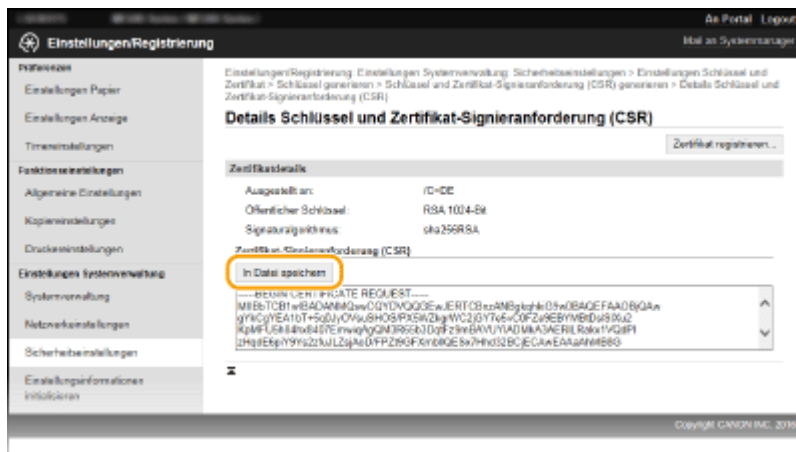 An Portal Logout
Einstellungen/Registrierung
Mail an Systemmanager
Präferenzen
Einstellungen Papier
Einstellungen Anzeige
Timereinstellungen
Funktionseinstellungen
Allgemeine Einstellungen
Kopiereinstellungen
Druckereinstellungen
Einstellungen Systemverwaltung
Systemverwaltung
Netzwerkeinstellungen
Sicherheitseinstellungen
Einstellungsinformationen
initialisieren
Einstellungen/Registrierung: Einstellungen Systemverwaltung: Sicherheitseinstellungen > Einstellungen Schlüssel und
Zertifikat > Schlüssel generieren > Schlüssel und Zertifikat-Signieranforderung (CSR) generieren > Details Schlüssel und
Zertifikat-Signieranforderung (CSR)
Details Schlüssel und Zertifikat-Signieranforderung (CSR)
Zertifikat registrieren...
Zertifikatdetails
Ausgestellt an: /C=DE
Öffentlicher Schlüssel: RSA 1024-Bit
Signaturalgorithmus: sha256RSA
Zertifikat-Signieranforderung (CSR)
In Datei speichern
-----BEGIN CERTIFICATE REQUEST-----
Copyright CANON INC. 2016